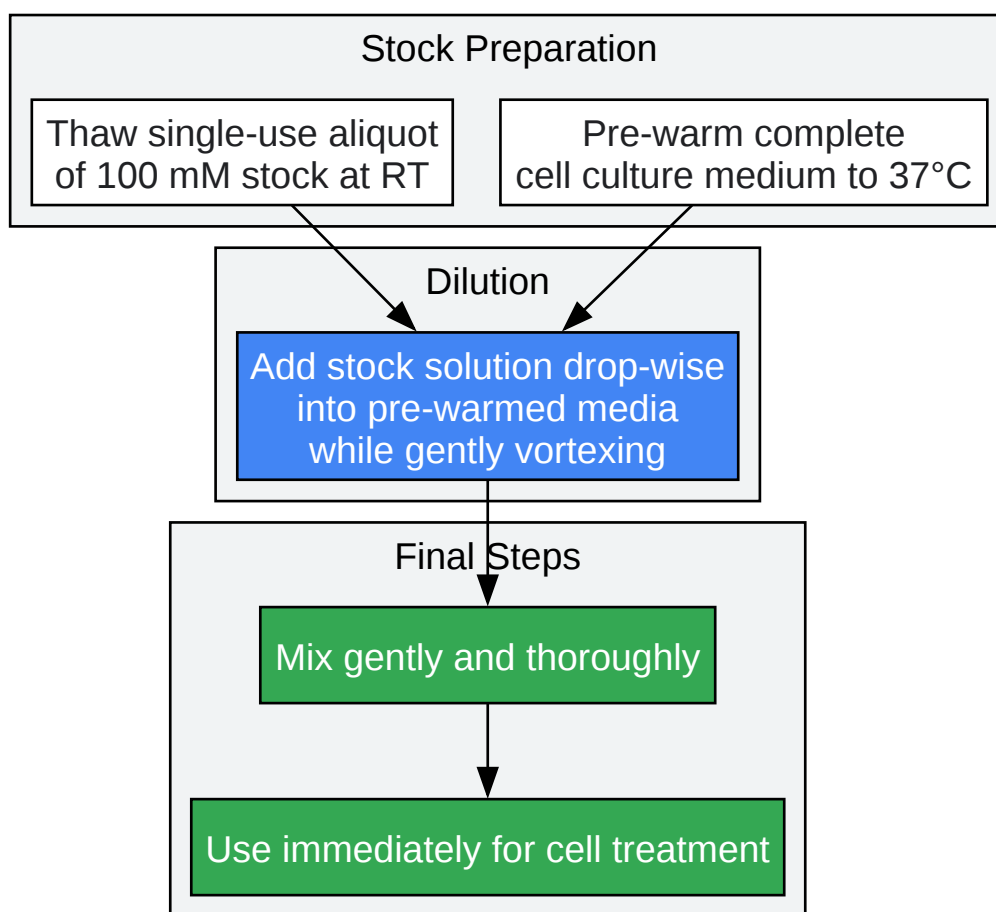 Stock Preparation
Thaw single-use aliquot
of 100 mM stock at RT
Pre-warm complete
cell culture medium to 37°C
Dilution
Add stock solution drop-wise
into pre-warmed media
while gently vortexing
Final Steps
Mix gently and thoroughly
Use immediately for cell treatment